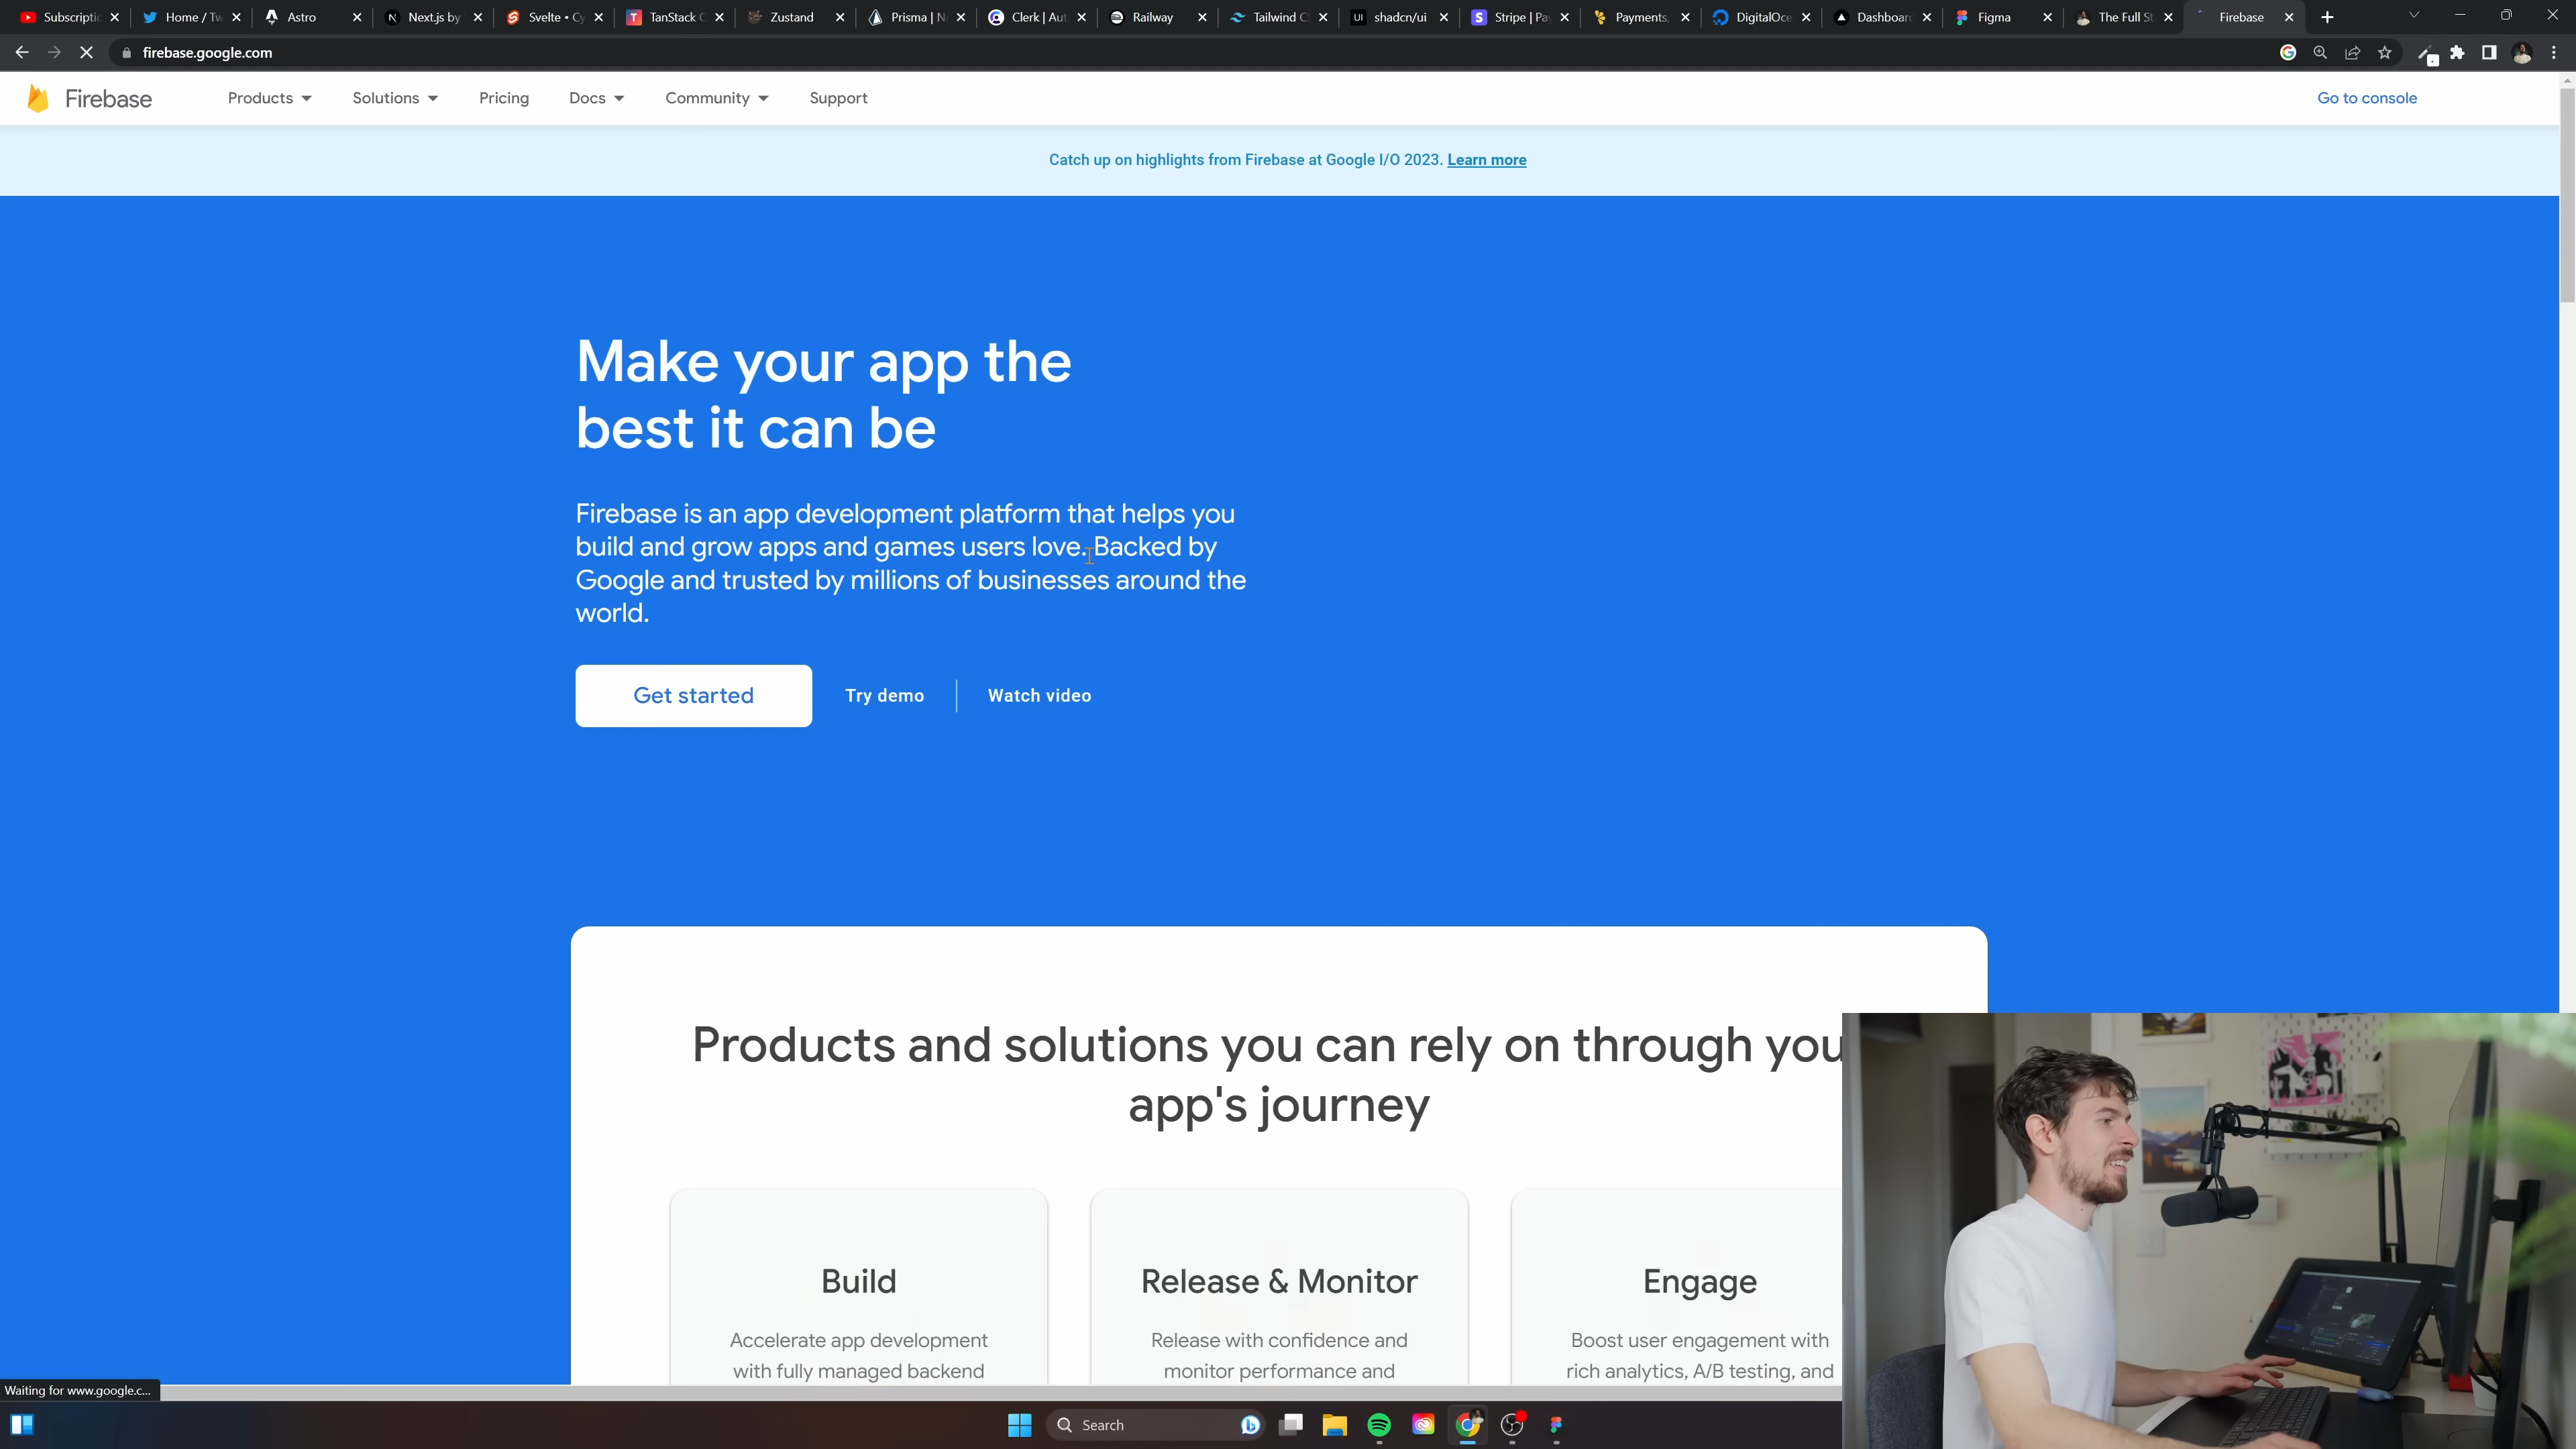 Subscripti
Home / Tw
Astro
Next.js by
Svelte • Cy
TanStack C
Zustand
Prisma | N
Clerk | Aut
Railway
Tailwind CS
shadcn/ui
Stripe | Pay
Payments,
DigitalOce
Dashboard
Figma
The Full St
Firebase
firebase.google.com
Firebase
Products
Solutions
Pricing
Docs
Community
Support
Go to console
Catch up on highlights from Firebase at Google I/O 2023. Learn more
Make your app the
best it can be
Firebase is an app development platform that helps you
build and grow apps and games users love. Backed by
Google and trusted by millions of businesses around the
world.
Get started
Try demo
Watch video
Products and solutions you can rely on through you
app's journey
Build
Accelerate app development
with fully managed backend
Release & Monitor
Release with confidence and
monitor performance and
Engage
Boost user engagement with
rich analytics, A/B testing, and
Waiting for www.google.c...
Search